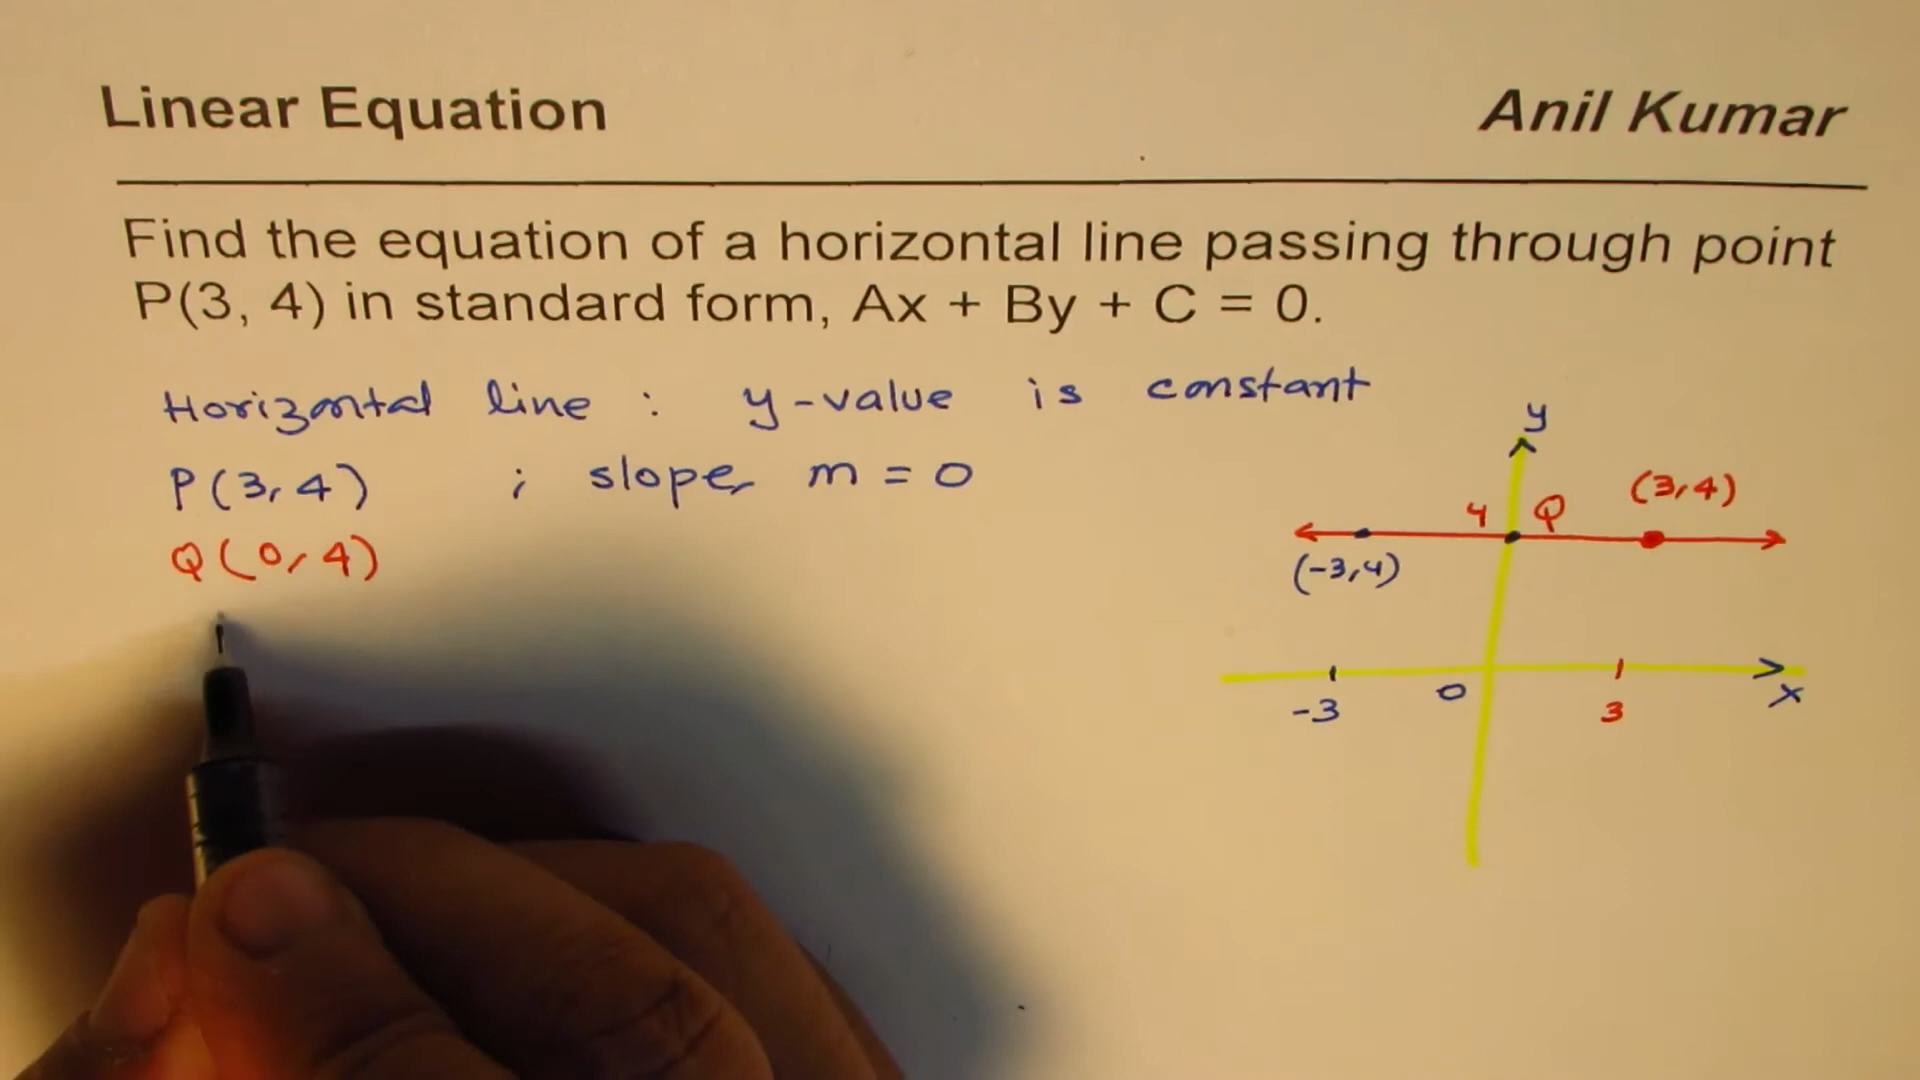 Linear Equation
Anil Kumar
Find the equation of a horizontal line passing through point
P(3, 4) in standard form, Ax + By + C = 0.
Horizontal line : y-value is constant
P(3,4) ; slope, m = 0
Q(0,4)
y
4 Q (3,4)
(-3,4)
-3 0 3 x